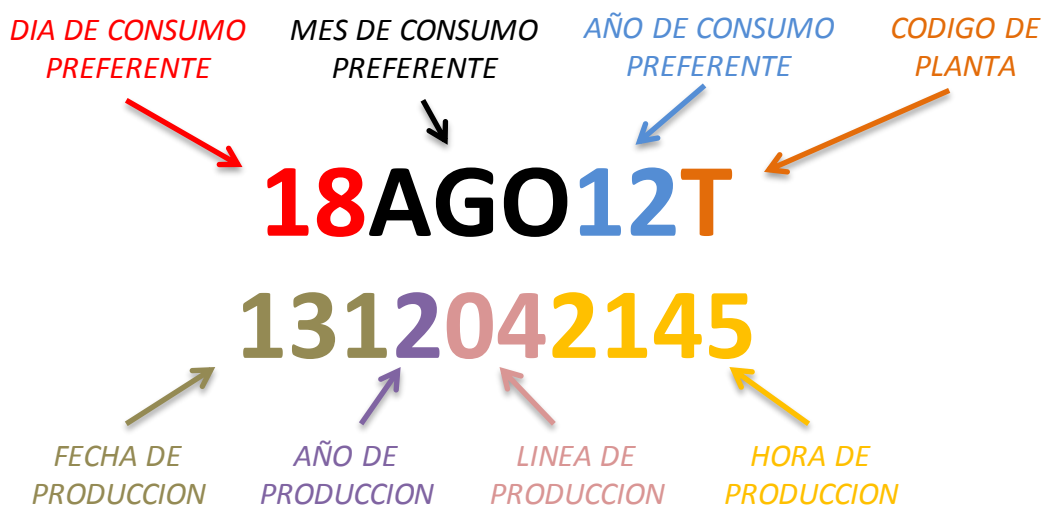 DIA DE CONSUMO PREFERENTE
MES DE CONSUMO PREFERENTE
AÑO DE CONSUMO PREFERENTE
CODIGO DE PLANTA
18AGO12T
1312042145
FECHA DE PRODUCCION
AÑO DE PRODUCCION
LINEA DE PRODUCCION
HORA DE PRODUCCION